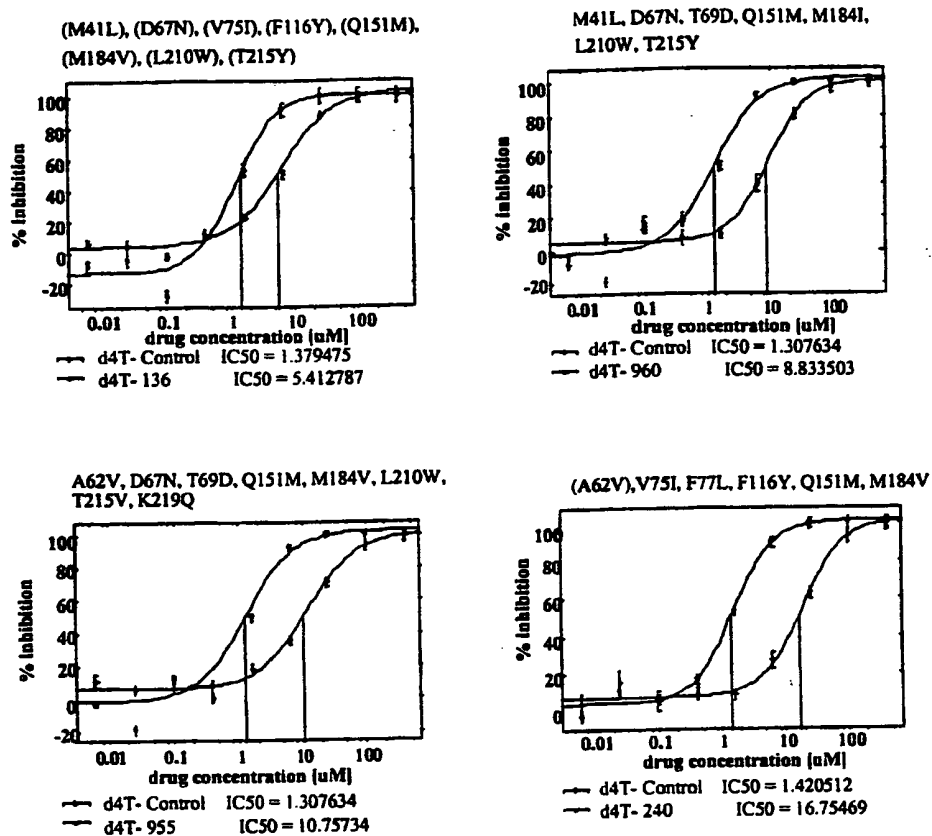 (M41L), (D67N), (V75I), (F116Y), (Q151M),
(M184V), (L210W), (T215Y)
100
80
60
40
20
0
-20
% inhibition
0.01 0.1 1 10 100
drug concentration [uM]
d4T- Control IC50 = 1.379475
d4T- 136 IC50 = 5.412787
M41L, D67N, T69D, Q151M, M184I,
L210W, T215Y
100
80
60
40
20
0
-20
% inhibition
0.01 0.1 1 10 100
drug concentration [uM]
d4T- Control IC50 = 1.307634
d4T- 960 IC50 = 8.833503
A62V, D67N, T69D, Q151M, M184V, L210W,
T215V, K219Q
100
80
60
40
20
0
-20
% inhibition
0.01 0.1 1 10 100
drug concentration [uM]
d4T- Control IC50 = 1.307634
d4T- 955 IC50 = 10.75734
(A62V), V75I, F77L, F116Y, Q151M, M184V
100
80
60
40
20
0
% inhibition
0.01 0.1 1 10 100
drug concentration [uM]
d4T- Control IC50 = 1.420512
d4T- 240 IC50 = 16.75469